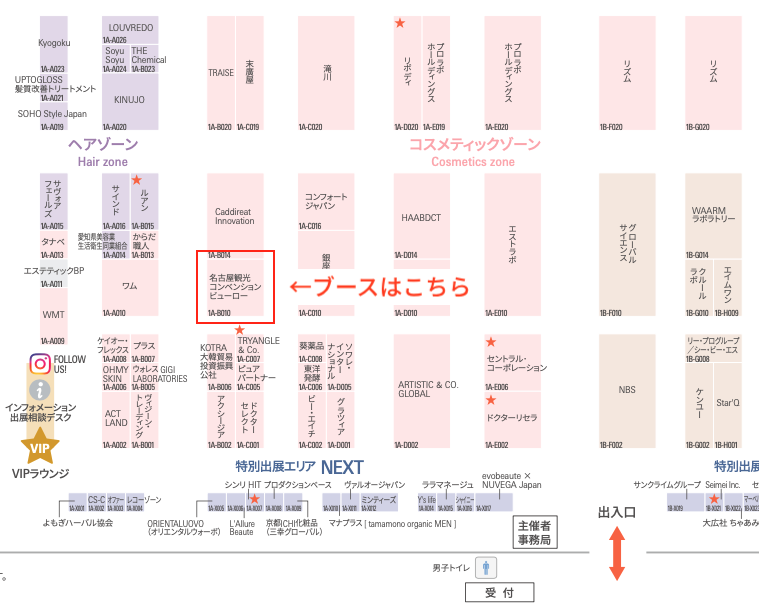 LOUVREDO
1A-A026
Kyogoku
1A-A023
Soyu
Soyu
1A-A024
THE
Chemical
1A-B023
UPTOGLOSS
髪質改善トリートメント
1A-A021
KINUJO
1A-A020
SOHO Style Japan
1A-A019
TRAISE
1A-B020
末廣屋
1A-C019
滝川
1A-C020
リボディ
1A-D020
プロラボ
ホールディングス
1A-E019
プロラボ
ホールディングス
1A-E020
リズム
1B-F020
リズム
1B-G020
ヘアゾーン
Hair zone
コスメティックゾーン
Cosmetics zone
サヴォア
フェールズ
1A-A015
サインド
1A-A016
ルアン
1A-B015
タナベ
1A-A013
愛知県美容業
生活衛生同業組合
1A-A014
からだ
職人
1A-B013
エステティックBP
1A-A011
ワム
1A-A010
WMT
1A-A009
Caddireat
Innovation
1A-B014
名古屋観光
コンベンション
ビューロー
1A-B010
←ブースはこちら
コンフォート
ジャパン
1A-C016
銀座
1A-C010
HAABDCT
1A-D014
1A-D010
エストラボ
1A-E010
グローバル
サイエンス
1B-F010
WAARM
ラボラトリー
1B-G014
ラクルール
1B-G010
エイムワン
1B-H009
FOLLOW
US!
インフォメーション
出展相談デスク
VIP
VIPラウンジ
ケイオー・
フレックス
1A-A008
プラス
1A-B007
OHMY
SKIN
1A-A006
ウォレス GIGI
LABORATORIES
1A-B005
ACT
LAND
1A-A002
ヴィジョン・
トレーディング
1A-B001
KOTRA
大韓貿易
投資振興
公社
1A-B006
TRYANGLE
& Co.
1A-C007
ピュア
パートナー
1A-C005
アクシージア
1A-B002
ドクター
セレクト
1A-C001
葵薬品
1A-C008
東洋
発酵
1A-C006
ソワレ・
インター
ナショナル
1A-D005
ビー・エイチ
1A-C002
グラツィア
1A-D001
ARTISTIC & CO.
GLOBAL
1A-D002
セントラル・
コーポレーション
1A-E006
ドクターリセラ
1A-E002
NBS
1B-F002
リー・プログループ
／シー・ビー・エス
1B-G008
ケンユー
1B-G002
Star'Q
1B-H001
特別出展エリア NEXT
特別出展
シンリ HIT プロダクションベース
ヴァルオージャパン
ララマネージュ
evobeaute ×
NUVEGA Japan
サンクライムグループ
Seimei Inc.
セ
CS-C
オファー
レコーゾーン
1A-X001
1A-X002
1A-X003
1A-X004
よもぎハーバル協会
1A-X005
1A-X006
1A-X007
1A-X008
1A-X009
ORIENTALUOVO
（オリエンタルウォーボ）
L'Allure
Beaute
京都CHI化粧品
（三幸グローバル）
ミンディーズ
1A-X010
1A-X011
1A-X012
マナプラス [ tamamono organic MEN ]
Y's life
1A-X014
1A-X015
1A-X016
1A-X017
主催者
事務局
出入口
1B-X019
1B-X021
1B-X022
大広社
ちゃあみ
男子トイレ
受 付
す。